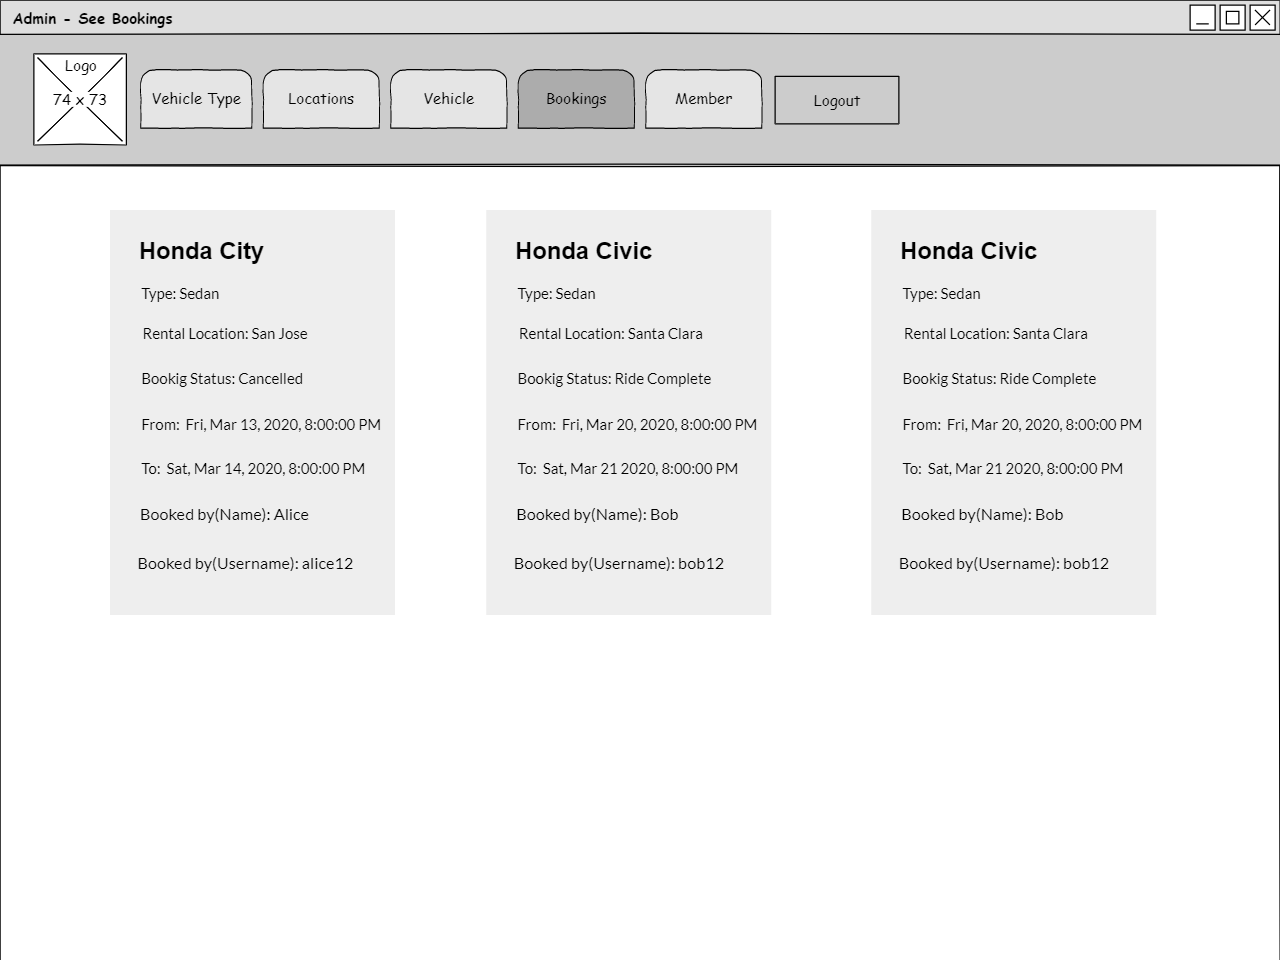 Admin - See Bookings
Logo
74 x 73
Vehicle Type
Locations
Vehicle
Bookings
Member
Logout
Honda City
Type: Sedan
Rental Location: San Jose
Bookig Status: Cancelled
From:  Fri, Mar 13, 2020, 8:00:00 PM
To:  Sat, Mar 14, 2020, 8:00:00 PM
Booked by(Name): Alice
Booked by(Username): alice12
Honda Civic
Type: Sedan
Rental Location: Santa Clara
Bookig Status: Ride Complete
From:  Fri, Mar 20, 2020, 8:00:00 PM
To:  Sat, Mar 21 2020, 8:00:00 PM
Booked by(Name): Bob
Booked by(Username): bob12
Honda Civic
Type: Sedan
Rental Location: Santa Clara
Bookig Status: Ride Complete
From:  Fri, Mar 20, 2020, 8:00:00 PM
To:  Sat, Mar 21 2020, 8:00:00 PM
Booked by(Name): Bob
Booked by(Username): bob12